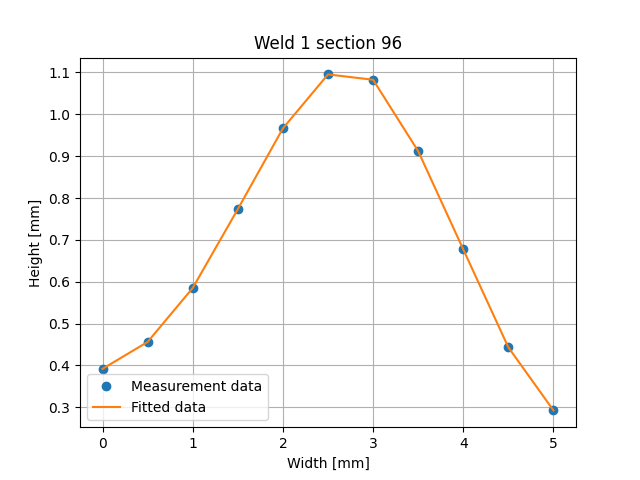 Weld 1 section 96
1.1
1.0
0.9
0.8
0.7
0.6
0.5
0.4
0.3
Height [mm]
Measurement data
Fitted data
0 1 2 3 4 5
Width [mm]